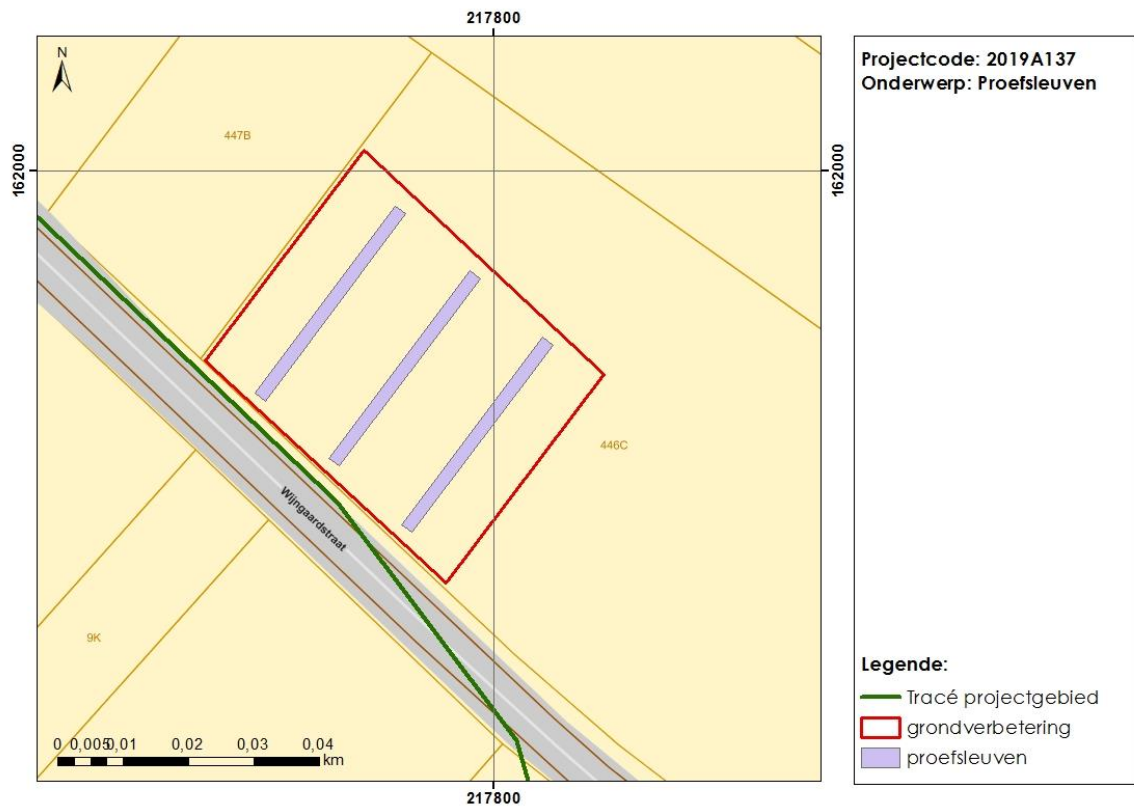 217800
Projectcode: 2019A137
Onderwerp: Proefsleuven
N
447B
162000
162000
446C
Wijngaardstraat
9K
Legende:
Tracé projectgebied
grondverbetering
proefsleuven
0 0,005 0,01 0,02 0,03 0,04
km
217800